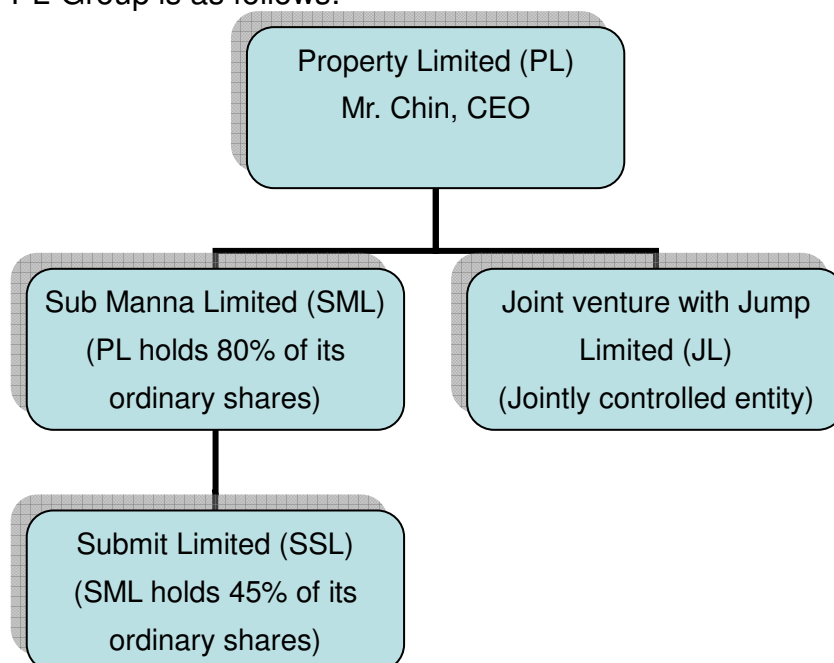 PL Group is as follows:
Property Limited (PL)
Mr. Chin, CEO
Sub Manna Limited (SML)
(PL holds 80% of its
ordinary shares)
Joint venture with Jump
Limited (JL)
(Jointly controlled entity)
Submit Limited (SSL)
(SML holds 45% of its
ordinary shares)